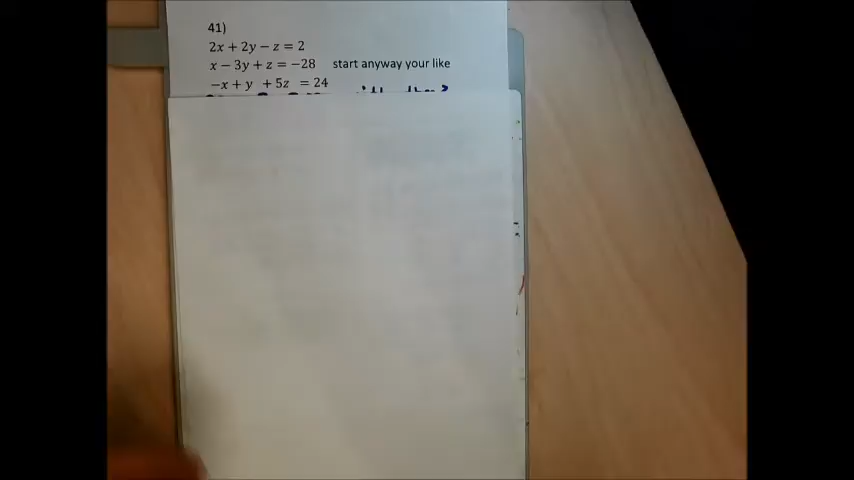 41)
2x + 2y − z = 2
x − 3y + z = −28 start anyway your like
−x + y + 5z = 24